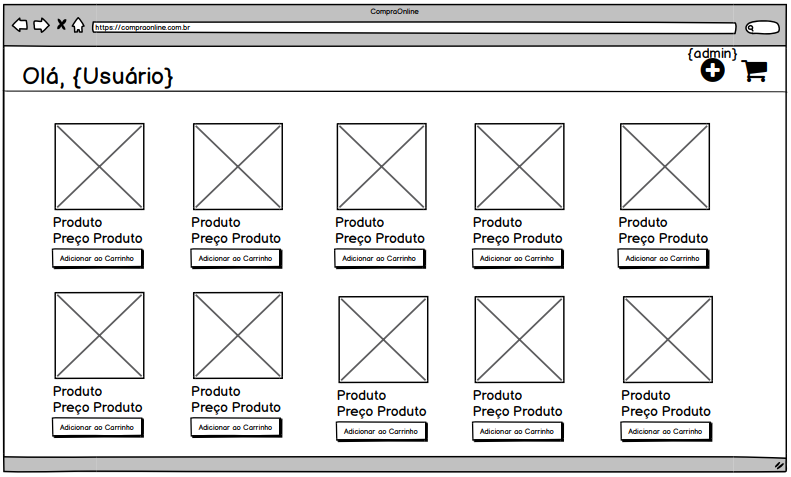 CompraOnline
https://compraonline.com.br
{admin}
Olá, {Usuário}
Produto Produto Produto Produto Produto
Preço Produto Preço Produto Preço Produto Preço Produto Preço Produto
Adicionar ao Carrinho Adicionar ao Carrinho Adicionar ao Carrinho Adicionar ao Carrinho Adicionar ao Carrinho
Produto Produto Produto Produto Produto
Preço Produto Preço Produto Preço Produto Preço Produto Preço Produto
Adicionar ao Carrinho Adicionar ao Carrinho Adicionar ao Carrinho Adicionar ao Carrinho Adicionar ao Carrinho